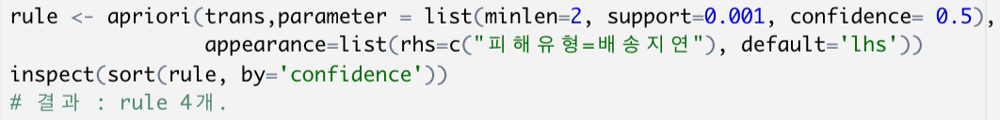 rule <- apriori(trans,parameter = list(minlen=2, support=0.001, confidence= 0.5),
appearance=list(rhs=c("피해유형=배송지연"), default='lhs'))
inspect(sort(rule, by='confidence'))
# 결과 : rule 4개.